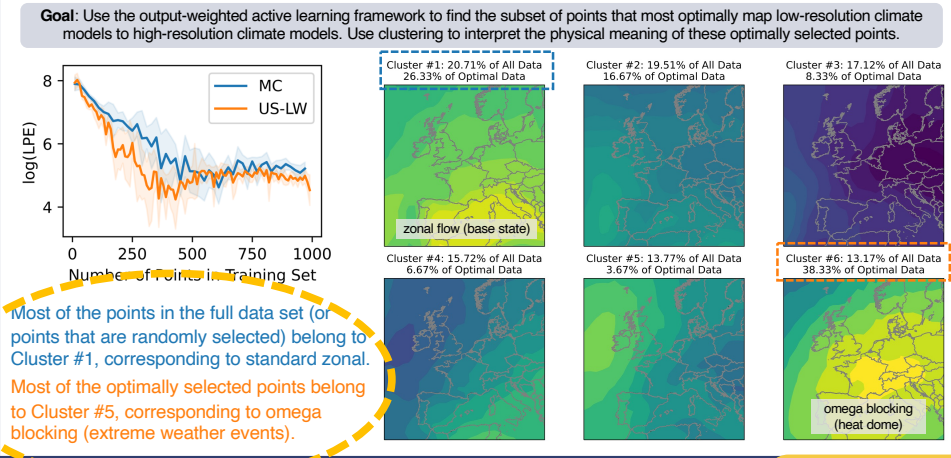 Goal: Use the output-weighted active learning framework to find the subset of points that most optimally map low-resolution climate
models to high-resolution climate models. Use clustering to interpret the physical meaning of these optimally selected points.
8
6
4
log(LPE)
MC
US-LW
0
250
500
750
1000
Number of Points in Training Set
Cluster #1: 20.71% of All Data
26.33% of Optimal Data
zonal flow (base state)
Cluster #2: 19.51% of All Data
16.67% of Optimal Data
Cluster #3: 17.12% of All Data
8.33% of Optimal Data
Cluster #4: 15.72% of All Data
6.67% of Optimal Data
Cluster #5: 13.77% of All Data
3.67% of Optimal Data
Cluster #6: 13.17% of All Data
38.33% of Optimal Data
omega blocking
(heat dome)
Most of the points in the full data set (or
points that are randomly selected) belong to
Cluster #1, corresponding to standard zonal.
Most of the optimally selected points belong
to Cluster #5, corresponding to omega
blocking (extreme weather events).